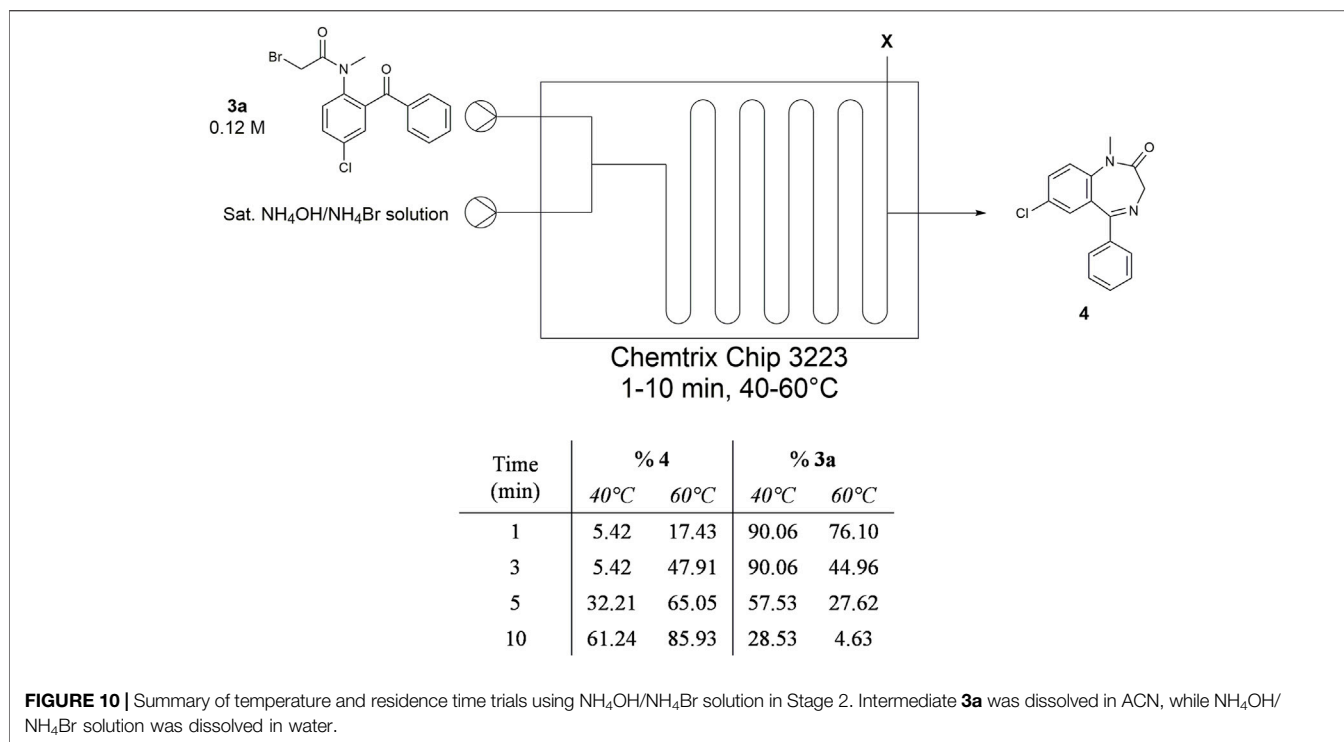 Br
O
N
O
Cl
3a
0.12 M
Sat. NH₄OH/NH₄Br solution
X
N
O
N
Cl
4
Chemtrix Chip 3223
1-10 min, 40-60°C
Time (min) % 4 % 3a
40°C 60°C 40°C 60°C
1 5.42 17.43 90.06 76.10
3 5.42 47.91 90.06 44.96
5 32.21 65.05 57.53 27.62
10 61.24 85.93 28.53 4.63
FIGURE 10 | Summary of temperature and residence time trials using NH₄OH/NH₄Br solution in Stage 2. Intermediate 3a was dissolved in ACN, while NH₄OH/
NH₄Br solution was dissolved in water.